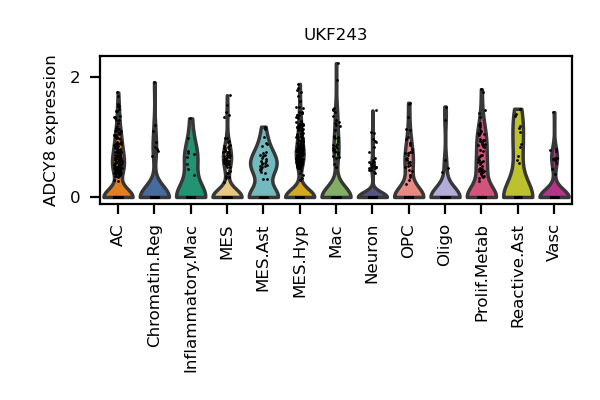 UKF243
ADCY8 expression
2
0
AC
Chromatin.Reg
Inflammatory.Mac
MES
MES.Ast
MES.Hyp
Mac
Neuron
OPC
Oligo
Prolif.Metab
Reactive.Ast
Vasc